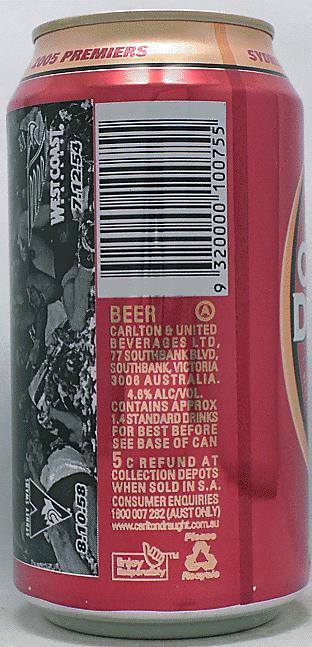 2005 PREMIERS
SYDN
WEST COAST
7.12.54
8.10.58
9 320000 100755
BEER
CARLTON & UNITED
BEVERAGES LTD,
77 SOUTHBANK BLVD,
SOUTHBANK, VICTORIA
3006 AUSTRALIA.
4.6% ALC/VOL.
CONTAINS APPROX
1.4 STANDARD DRINKS
FOR BEST BEFORE
SEE BASE OF CAN
5c REFUND AT
COLLECTION DEPOTS
WHEN SOLD IN S.A.
CONSUMER ENQUIRIES
1800 007 282 (AUST ONLY)
www.carltondraught.com.au
Enjoy
Responsibly
Please
Recycle